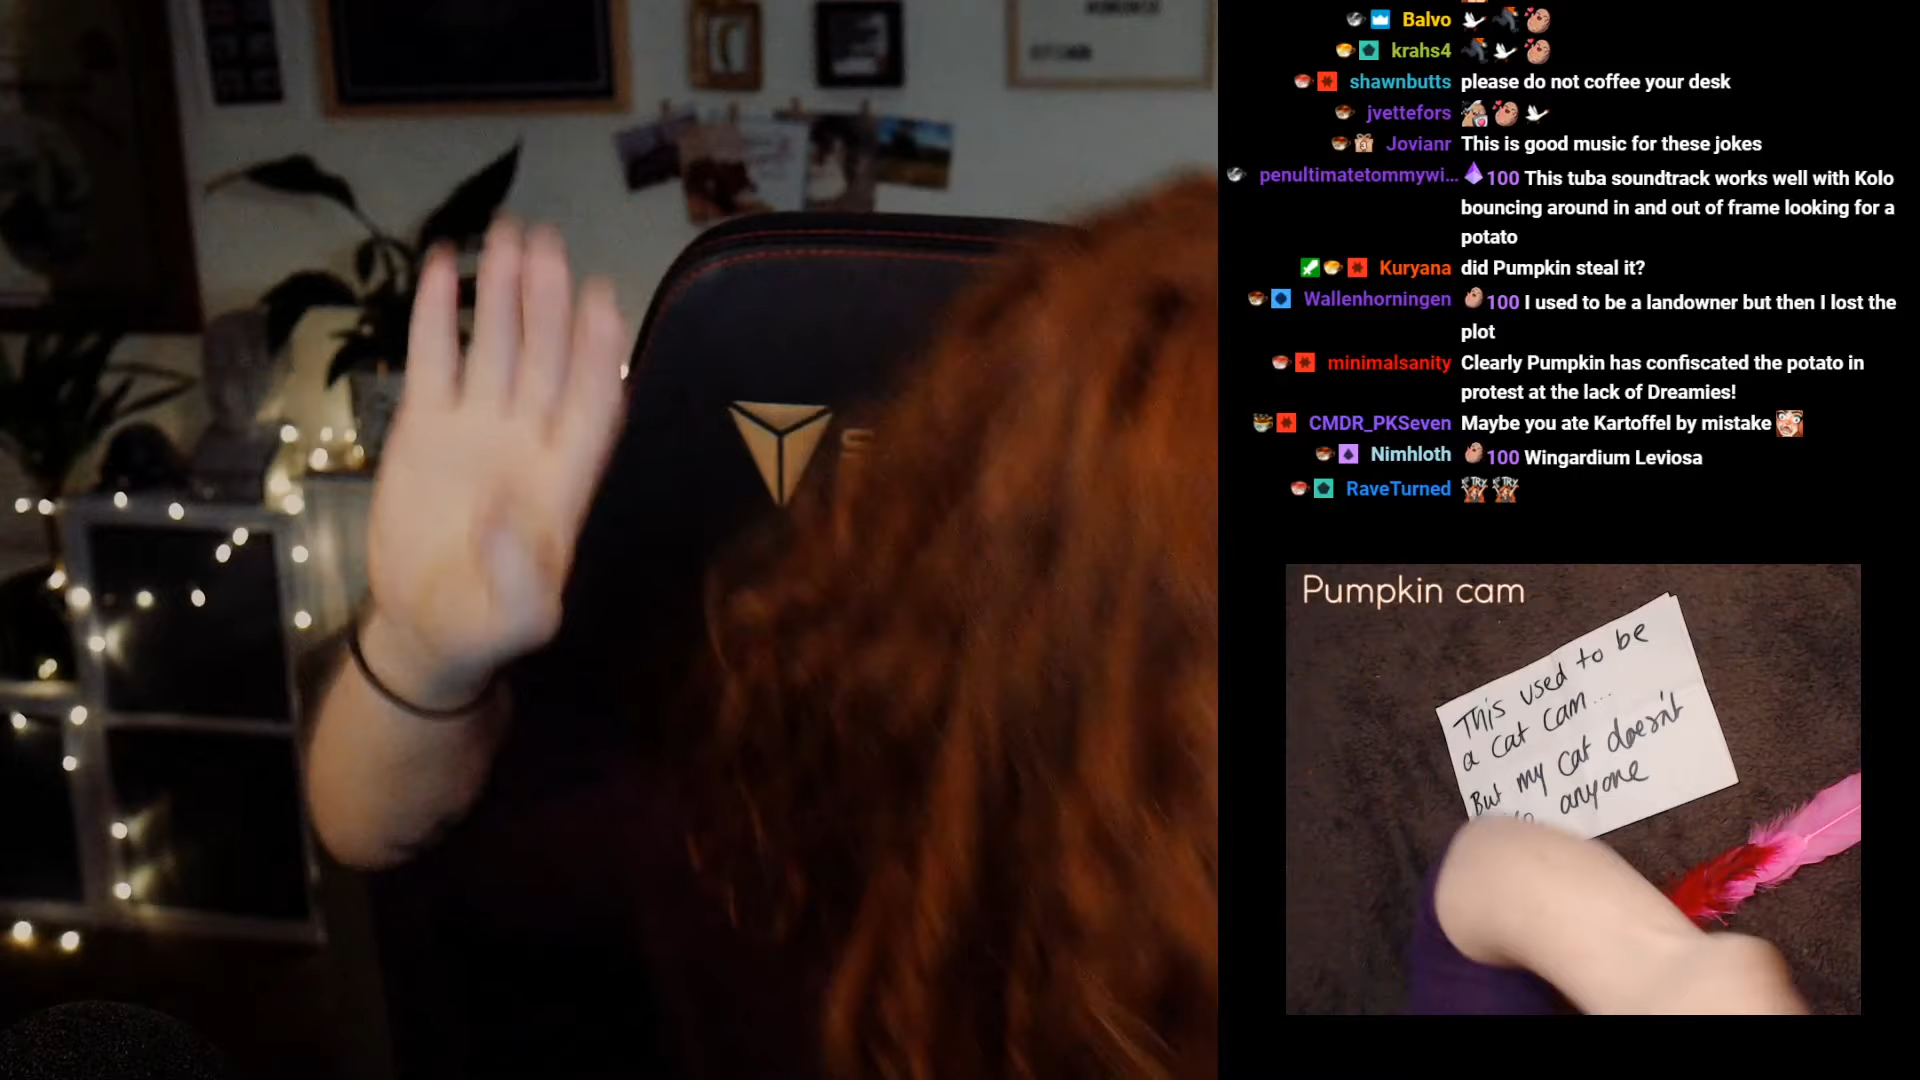 Balvo
krahs4
shawnbutts please do not coffee your desk
jvettefors
Jovianr This is good music for these jokes
penultimatetommywi... 100 This tuba soundtrack works well with Kolo
bouncing around in and out of frame looking for a
potato
Kuryana did Pumpkin steal it?
Wallenhorningen 100 I used to be a landowner but then I lost the
plot
minimalsanity Clearly Pumpkin has confiscated the potato in
protest at the lack of Dreamies!
CMDR_PKSeven Maybe you ate Kartoffel by mistake
Nimhloth 100 Wingardium Leviosa
RaveTurned TRY TRY
Pumpkin cam
This used to be
a cat cam...
But my cat doesn't
anyone